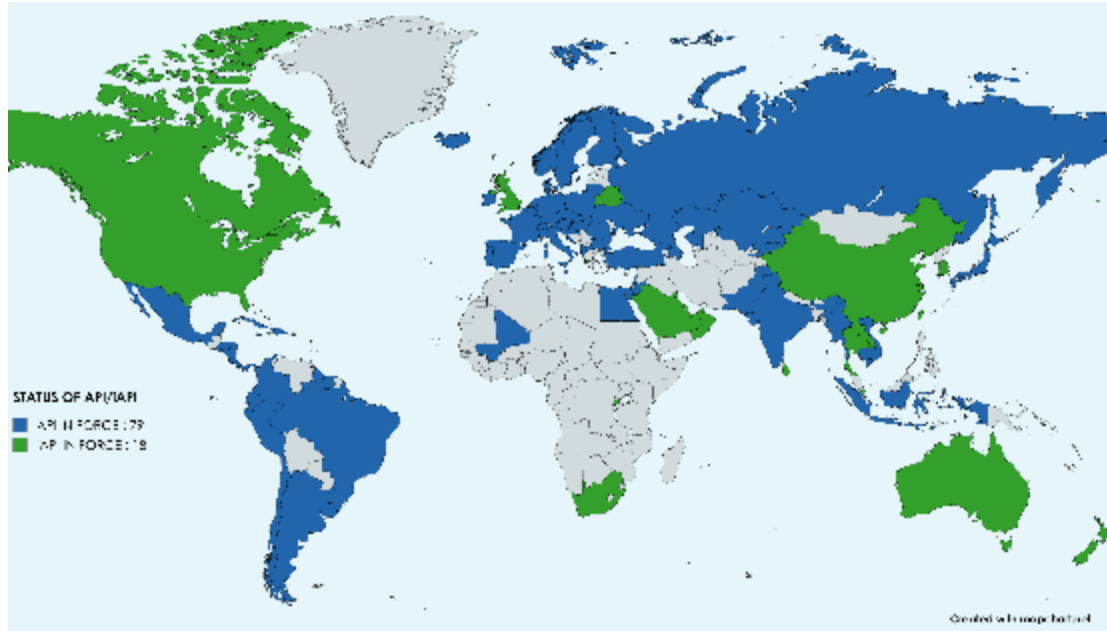 STATUS OF API/IAPI
API IN FORCE: 79
IAPI IN FORCE: 18
Created with mapchart.net